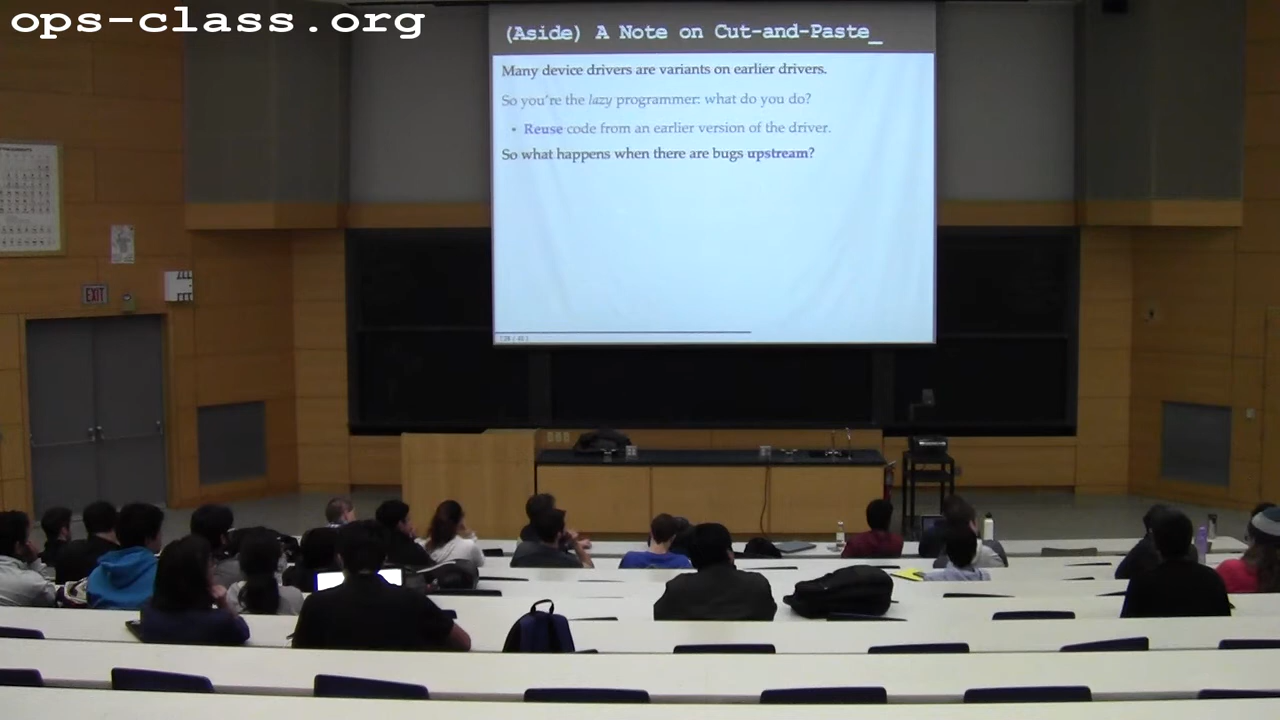 ops-class.org
(Aside) A Note on Cut-and-Paste_
Many device drivers are variants on earlier drivers.
So you're the lazy programmer: what do you do?
• Reuse code from an earlier version of the driver.
So what happens when there are bugs upstream?
EXIT